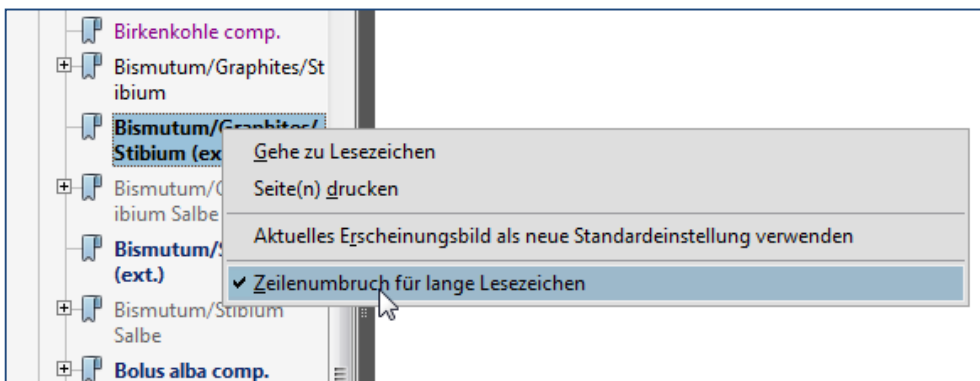 Birkenkohle comp.
Bismutum/Graphites/St
ibium
Bismutum/Graphites/
Stibium (ex
Gehe zu Lesezeichen
Seite(n) drucken
Bismutum/
ibium Salbe
Aktuelles Erscheinungsbild als neue Standardeinstellung verwenden
Bismutum/S
(ext.)
Zeilenumbruch für lange Lesezeichen
Bismutum/Stibium
Salbe
Bolus alba comp.